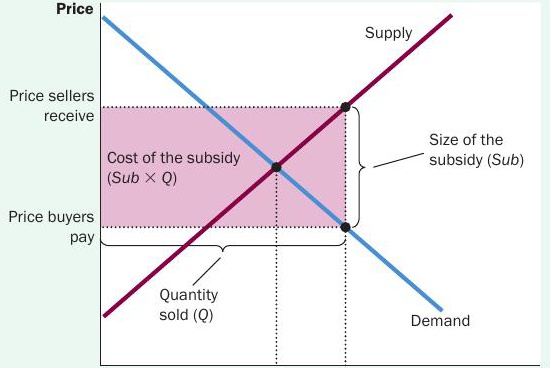 Price
Supply
Price sellers
receive
Cost of the subsidy
(Sub × Q)
Size of the
subsidy (Sub)
Price buyers
pay
Quantity
sold (Q)
Demand